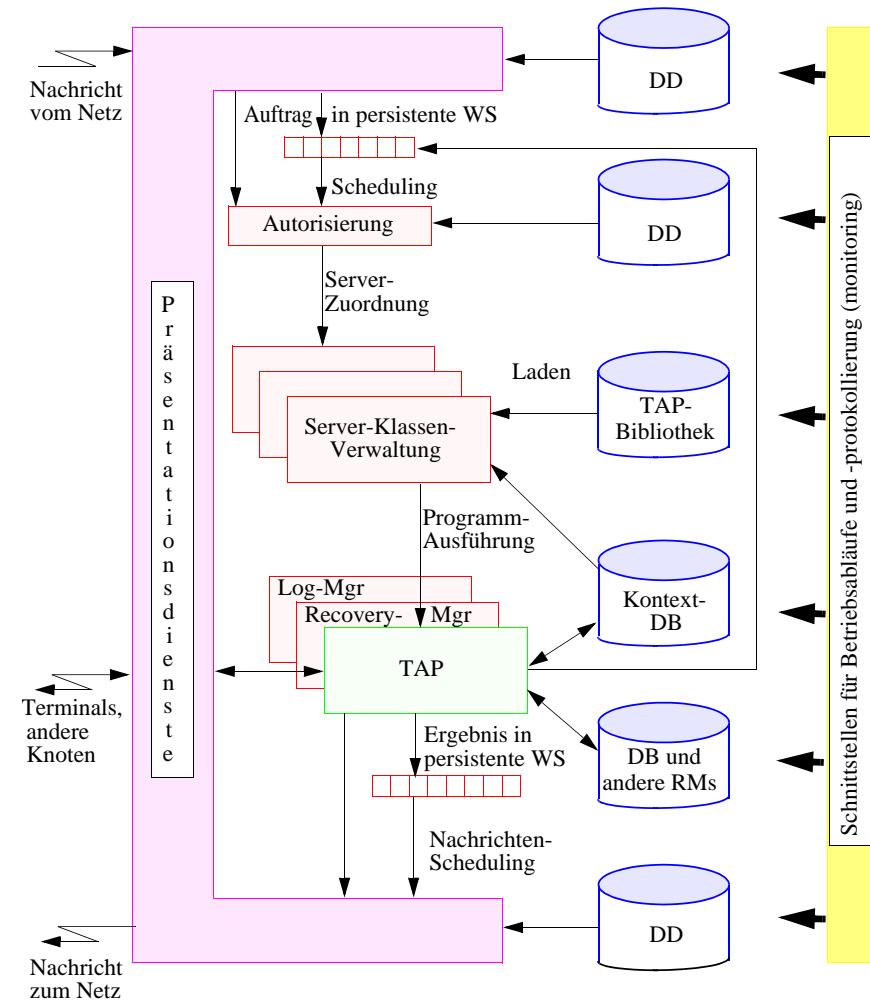 Nachricht
vom Netz
DD
Auftrag in persistente WS
Scheduling
Autorisierung
DD
Server-
Zuordnung
Präsentationsdienste
Laden
Server-Klassen-
Verwaltung
TAP-
Bibliothek
Programm-
Ausführung
Log-Mgr
Recovery- Mgr
Kontext-
DB
TAP
Terminals,
andere
Knoten
Ergebnis in
persistente WS
DB und
andere RMs
Nachrichten-
Scheduling
DD
Nachricht
zum Netz
Schnittstellen für Betriebsabläufe und -protokollierung (monitoring)